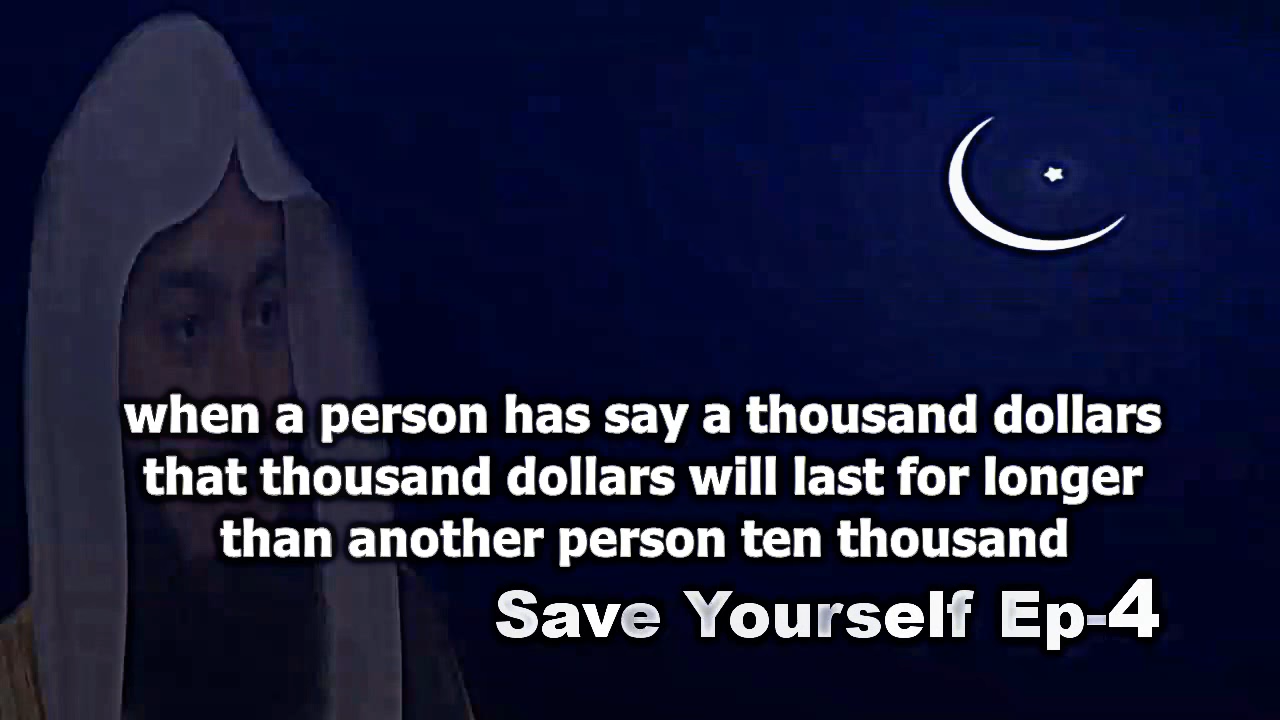 when a person has say a thousand dollars
that thousand dollars will last for longer
than another person ten thousand
Save Yourself Ep-4